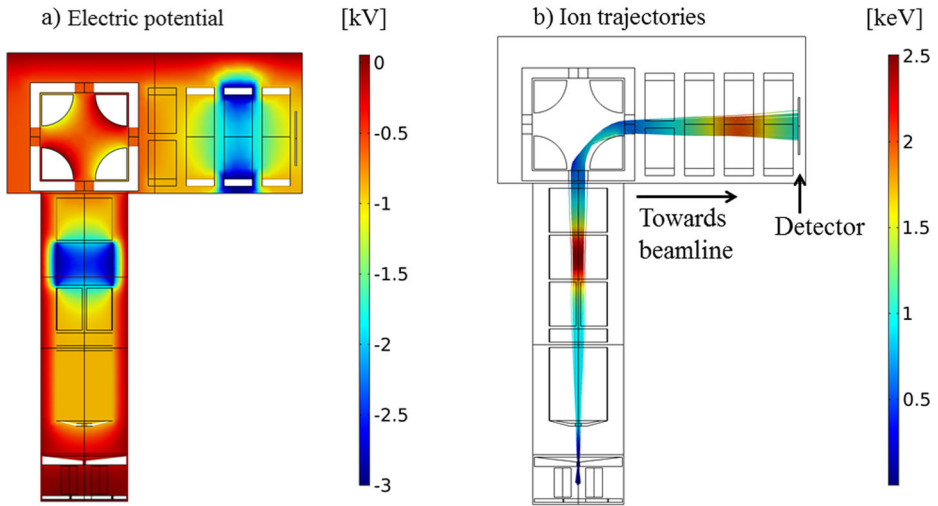 a) Electric potential
[kV]
b) Ion trajectories
[keV]
0
-0.5
-1
-1.5
-2
-2.5
-3
Towards
beamline
Detector
2.5
2
1.5
1
0.5